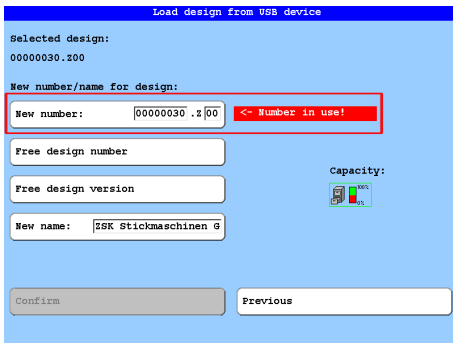 Load design from USB device
Selected design:
00000030.Z00
New number/name for design:
New number: 00000030 .Z 00 <- Number in use!
Free design number
Capacity:
100%
0%
Free design version
New name: ZSK Stickmaschinen G
Confirm Previous